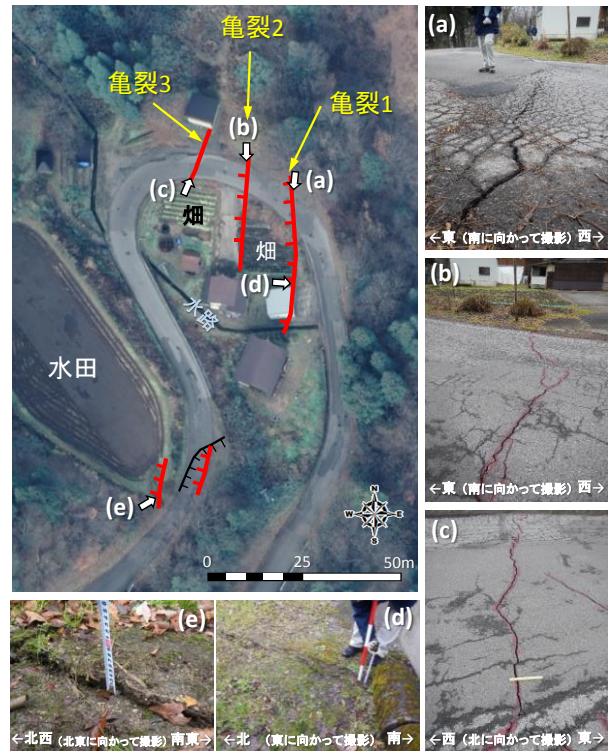 亀裂2
亀裂3
亀裂1
(b)
(a)
(c)
畑
畑
(d)
水路
水田
(e)
N
W E
S
0 25 50m
(a)
←東 (南に向かって撮影) 西→
(b)
←東 (南に向かって撮影) 西→
(c)
←西 (北に向かって撮影) 東→
(e)
←北西 (北東に向かって撮影) 南東→
(d)
←北 (東に向かって撮影) 南→